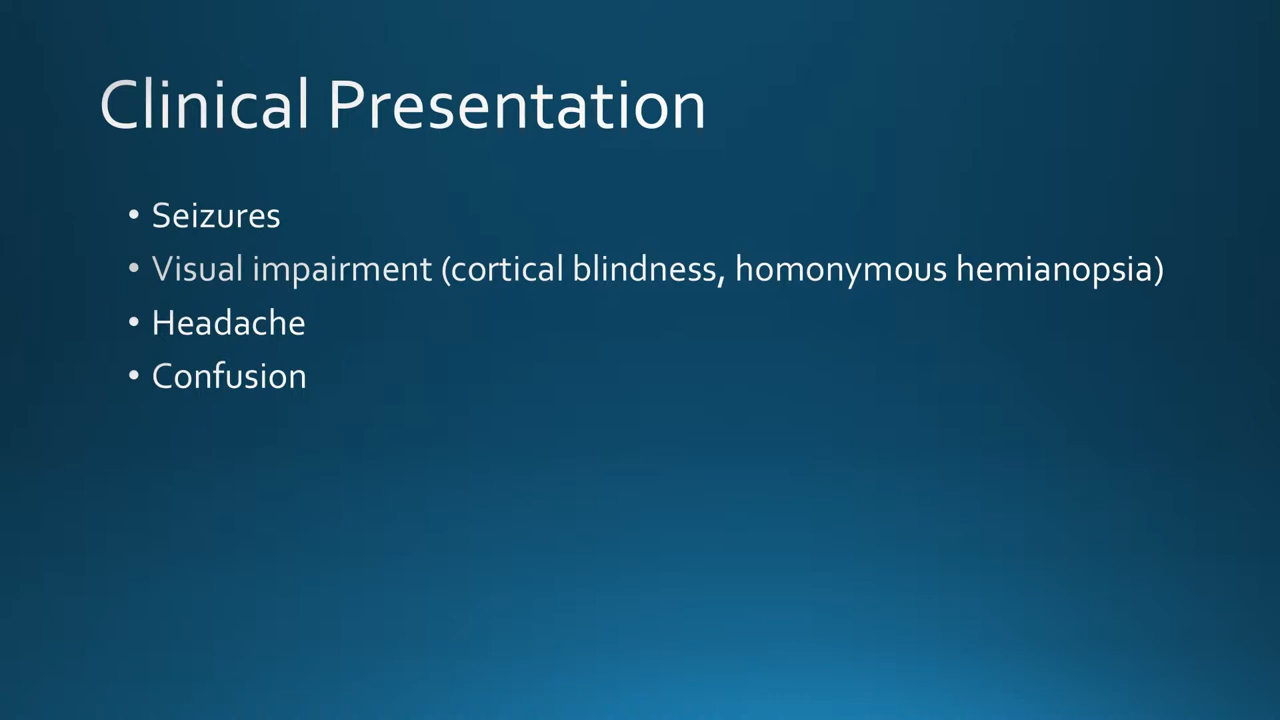 Clinical Presentation
• Seizures
• Visual impairment (cortical blindness, homonymous hemianopsia)
• Headache
• Confusion